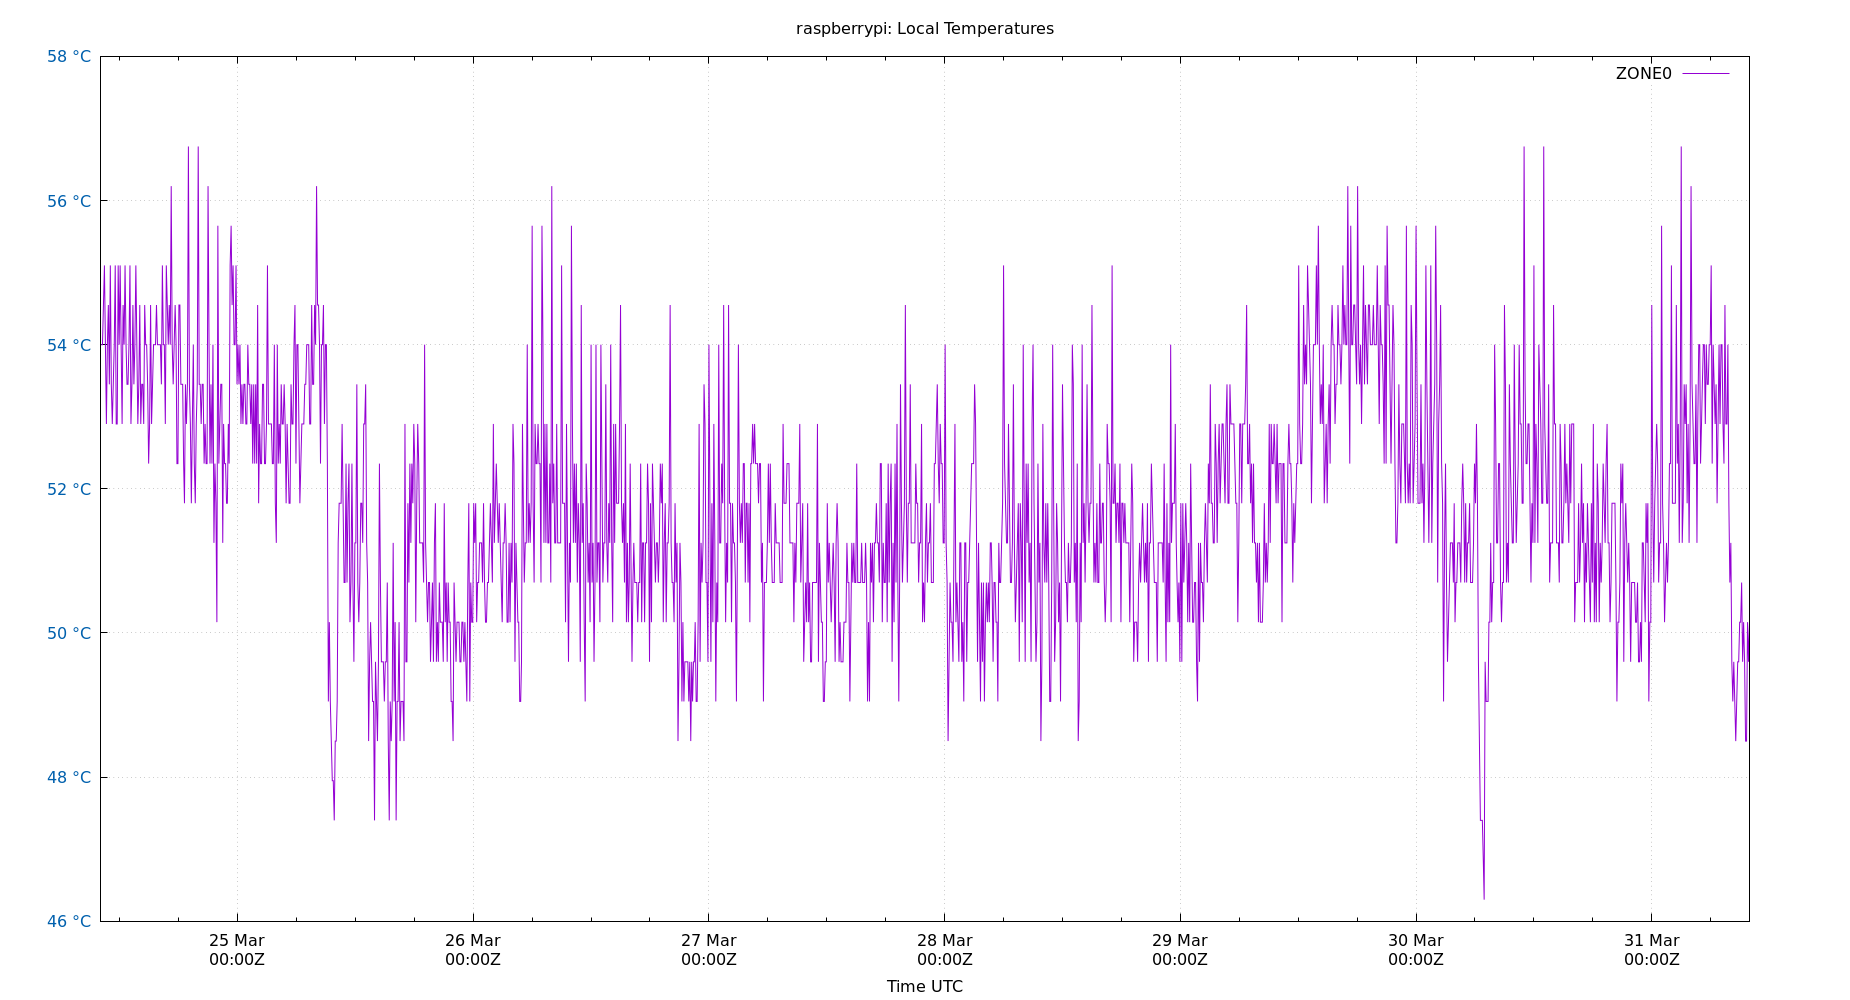 raspberrypi: Local Temperatures
58 °C
ZONE0
56 °C
54 °C
52 °C
50 °C
48 °C
46 °C
25 Mar 26 Mar 27 Mar 28 Mar 29 Mar 30 Mar 31 Mar
00:00Z 00:00Z 00:00Z 00:00Z 00:00Z 00:00Z 00:00Z
Time UTC